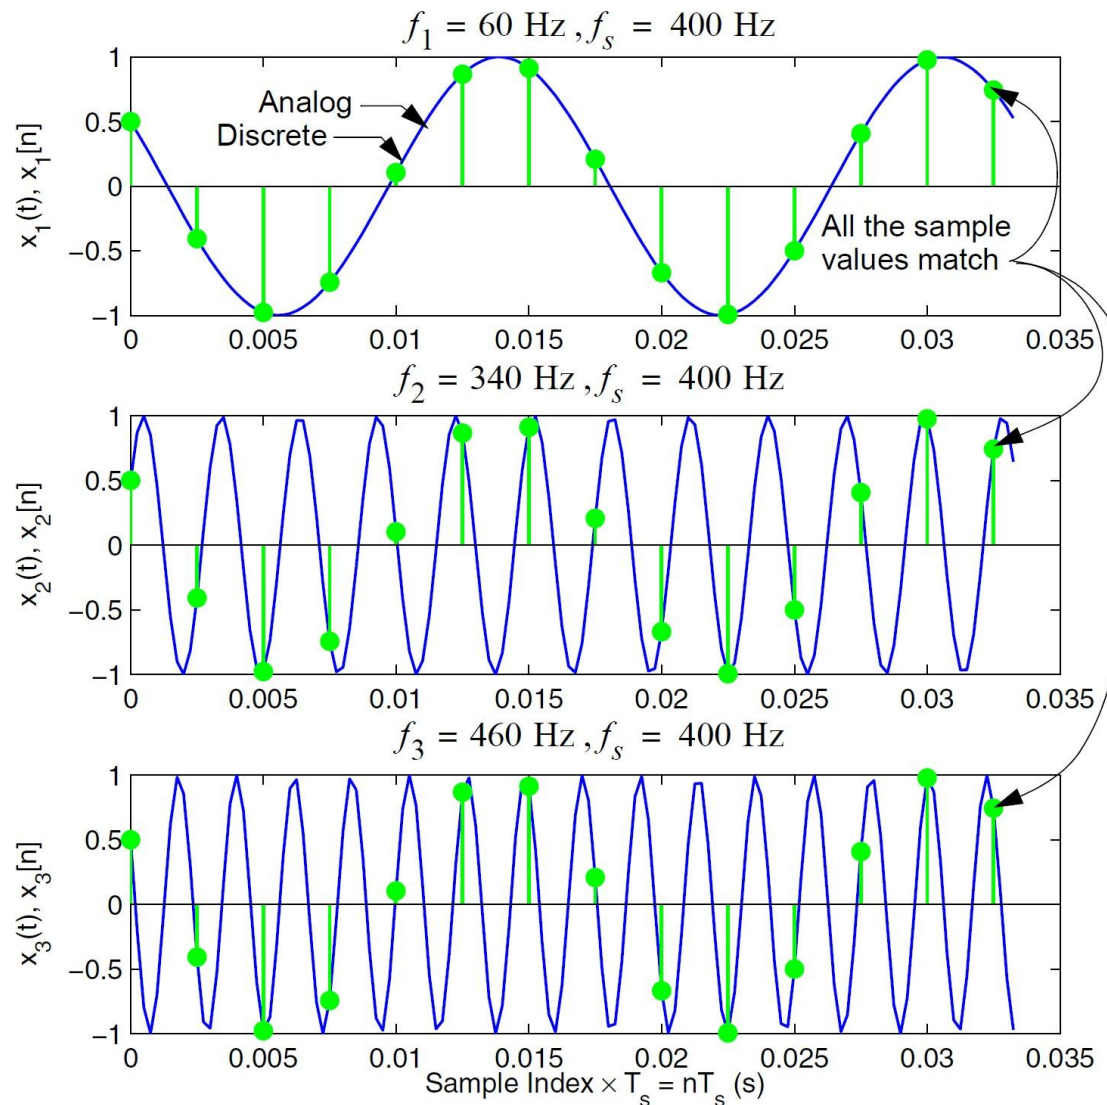 f₁ = 60 Hz , fₛ = 400 Hz
x₁(t), x₁[n]
1
0.5
0
−0.5
−1
Analog
Discrete
All the sample
values match
0 0.005 0.01 0.015 0.02 0.025 0.03 0.035
f₂ = 340 Hz , fₛ = 400 Hz
x₂(t), x₂[n]
1
0.5
0
−0.5
−1
0 0.005 0.01 0.015 0.02 0.025 0.03 0.035
f₃ = 460 Hz , fₛ = 400 Hz
x₃(t), x₃[n]
1
0.5
0
−0.5
−1
0 0.005 0.01 0.015 0.02 0.025 0.03 0.035
Sample Index × Tₛ = nTₛ (s)